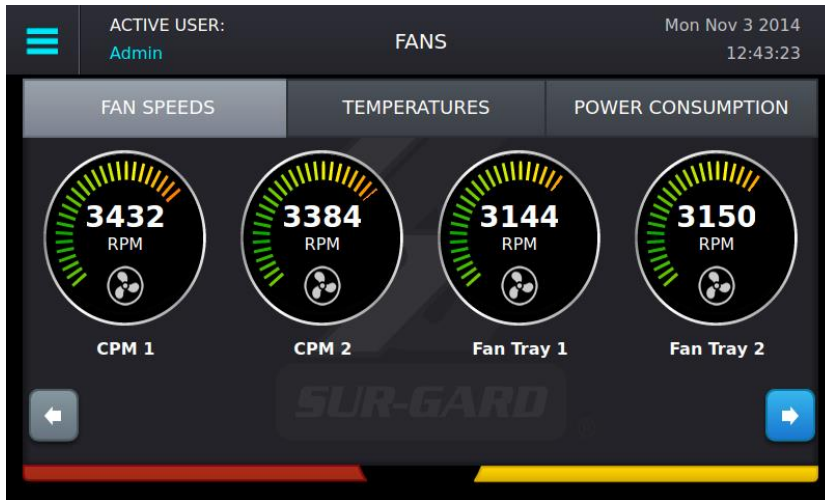 ACTIVE USER:
Admin
FANS
Mon Nov 3 2014
12:43:23
FAN SPEEDS
TEMPERATURES
POWER CONSUMPTION
3432
RPM
3384
RPM
3144
RPM
3150
RPM
CPM 1
CPM 2
Fan Tray 1
Fan Tray 2
SUR-GARD
®